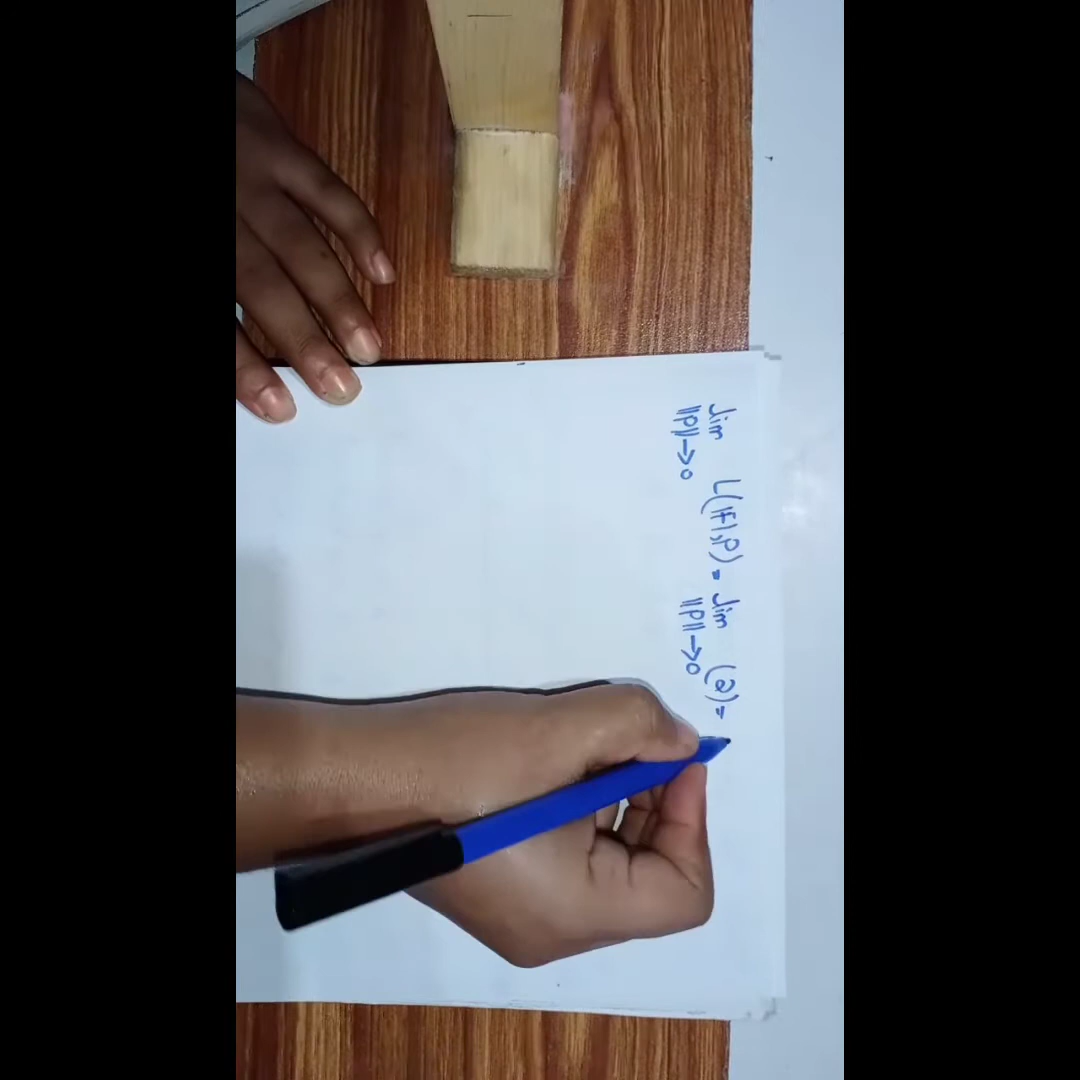 lim L(|f|,P) = lim (2) =
||P||→0 ||P||→0